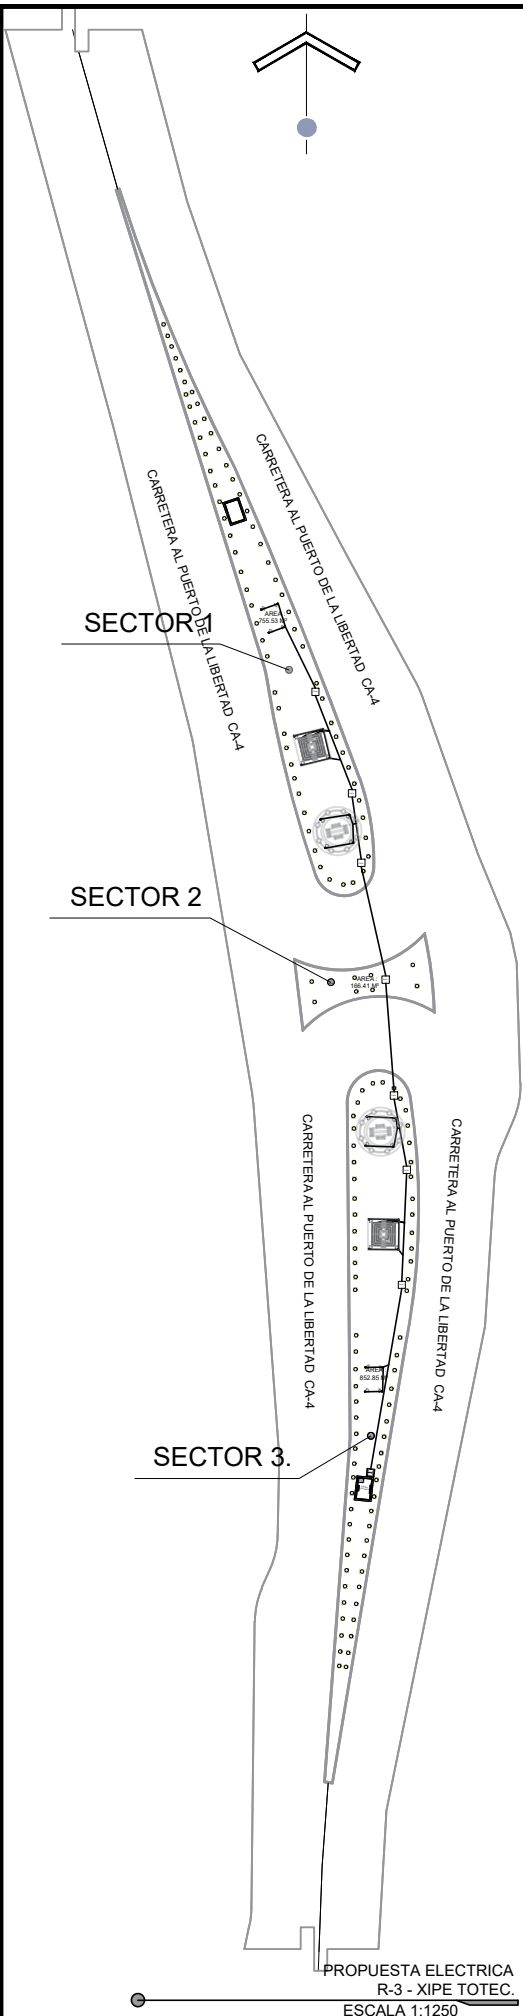 CARRETERA AL PUERTO DE LA LIBERTAD  CA-4
CARRETERA AL PUERTO DE LA LIBERTAD  CA-4
SECTOR 1
AREA :
755.53 M²
SECTOR 2
AREA :
166.41 M²
CARRETERA AL PUERTO DE LA LIBERTAD  CA-4
CARRETERA AL PUERTO DE LA LIBERTAD  CA-4
AREA :
852.85 M²
SECTOR 3.
PROPUESTA ELECTRICA
R-3 - XIPE TOTEC.
ESCALA 1:1250